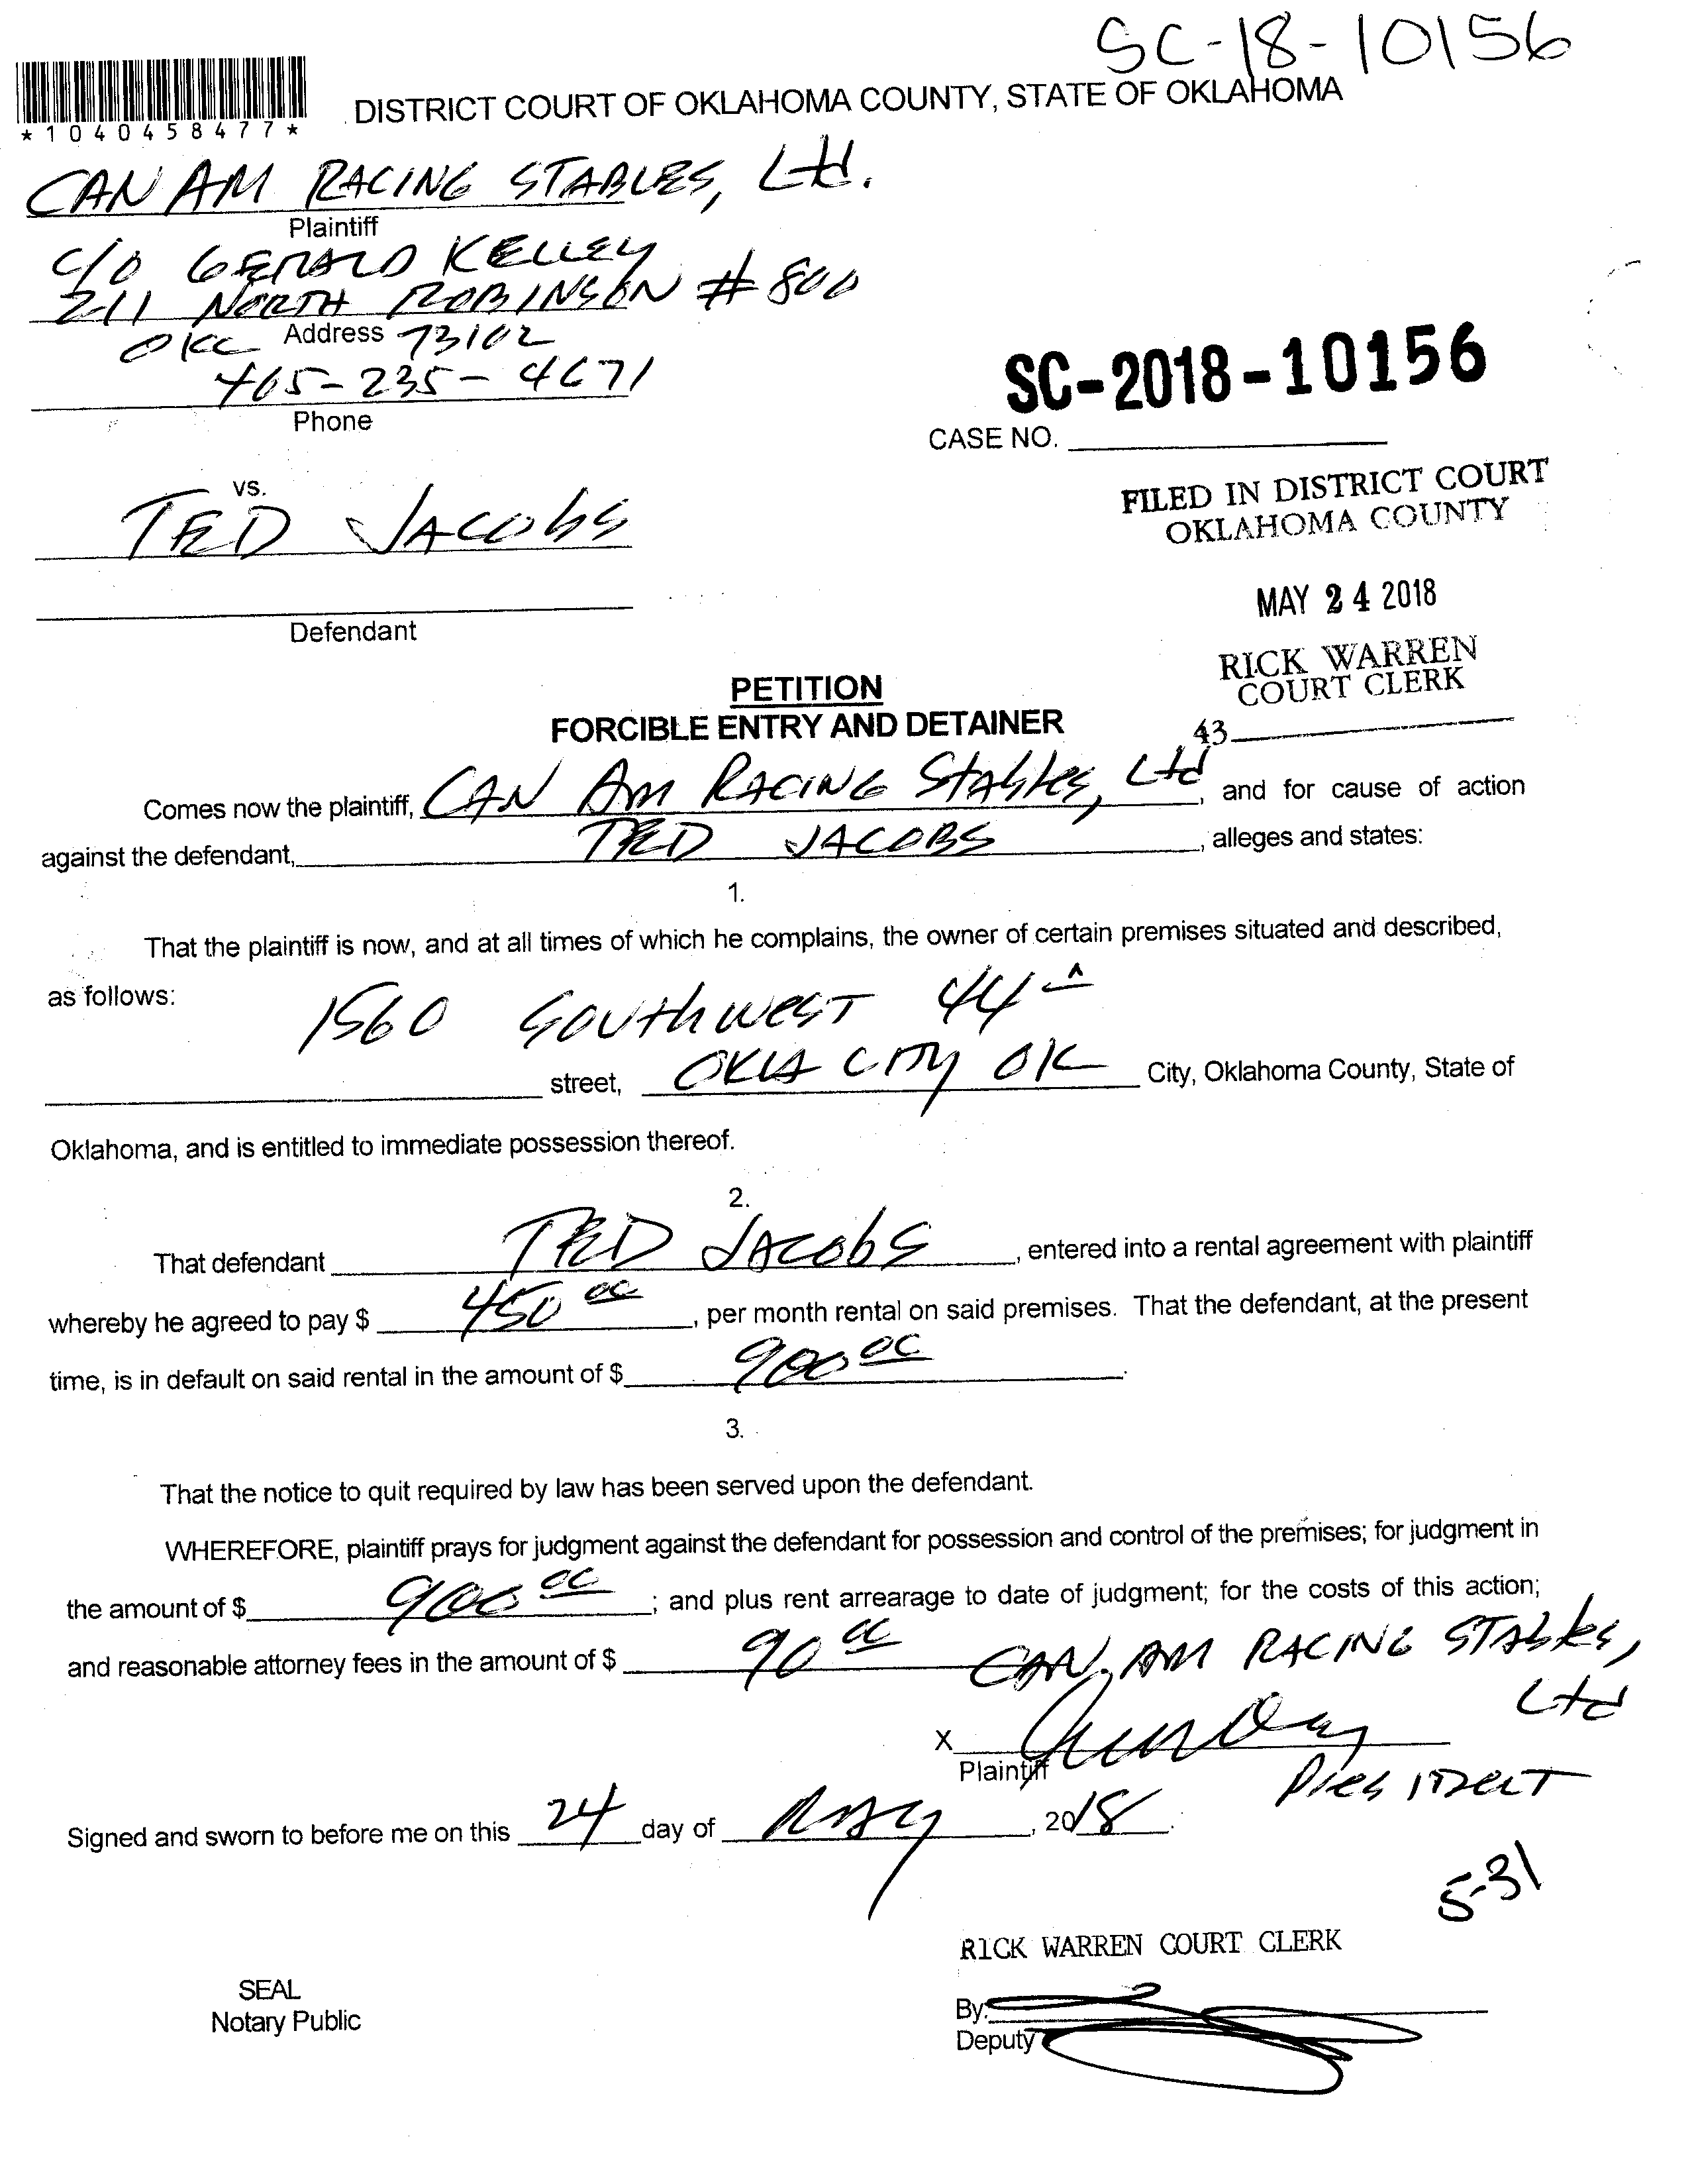 SC-18-10156
*1040458477*
DISTRICT COURT OF OKLAHOMA COUNTY, STATE OF OKLAHOMA
CAN AM RACING STABLES, Ltd.
Plaintiff
c/o GERALD KELLEY
211 NORTH ROBINSON # 800
Address
OKC 73102
405-235-4671
Phone
SC-2018-10156
CASE NO.
vs.
TED JACObS
Defendant
FILED IN DISTRICT COURT
OKLAHOMA COUNTY
MAY 24 2018
RICK WARREN
COURT CLERK
43
PETITION
FORCIBLE ENTRY AND DETAINER
Comes now the plaintiff, CAN Am RACING StAbles, Ltd, and for cause of action
against the defendant, TED JACOBS, alleges and states:
1.
That the plaintiff is now, and at all times of which he complains, the owner of certain premises situated and described,
as follows:
1560 SouthwesT 44
street, OKLA CITY OK City, Oklahoma County, State of
Oklahoma, and is entitled to immediate possession thereof.
2.
That defendant TED JACobS, entered into a rental agreement with plaintiff
whereby he agreed to pay $ 450 00, per month rental on said premises. That the defendant, at the present
time, is in default on said rental in the amount of $ 900 00.
3.
That the notice to quit required by law has been served upon the defendant.
WHEREFORE, plaintiff prays for judgment against the defendant for possession and control of the premises; for judgment in
the amount of $ 900 00; and plus rent arrearage to date of judgment; for the costs of this action;
and reasonable attorney fees in the amount of $ 90 00
CAN AM RACING STAbles,
Ltd
X
Plaintiff
PresIDenT
Signed and sworn to before me on this 24 day of MAy, 2018.
5-31
RICK WARREN COURT CLERK
SEAL
Notary Public
By:
Deputy